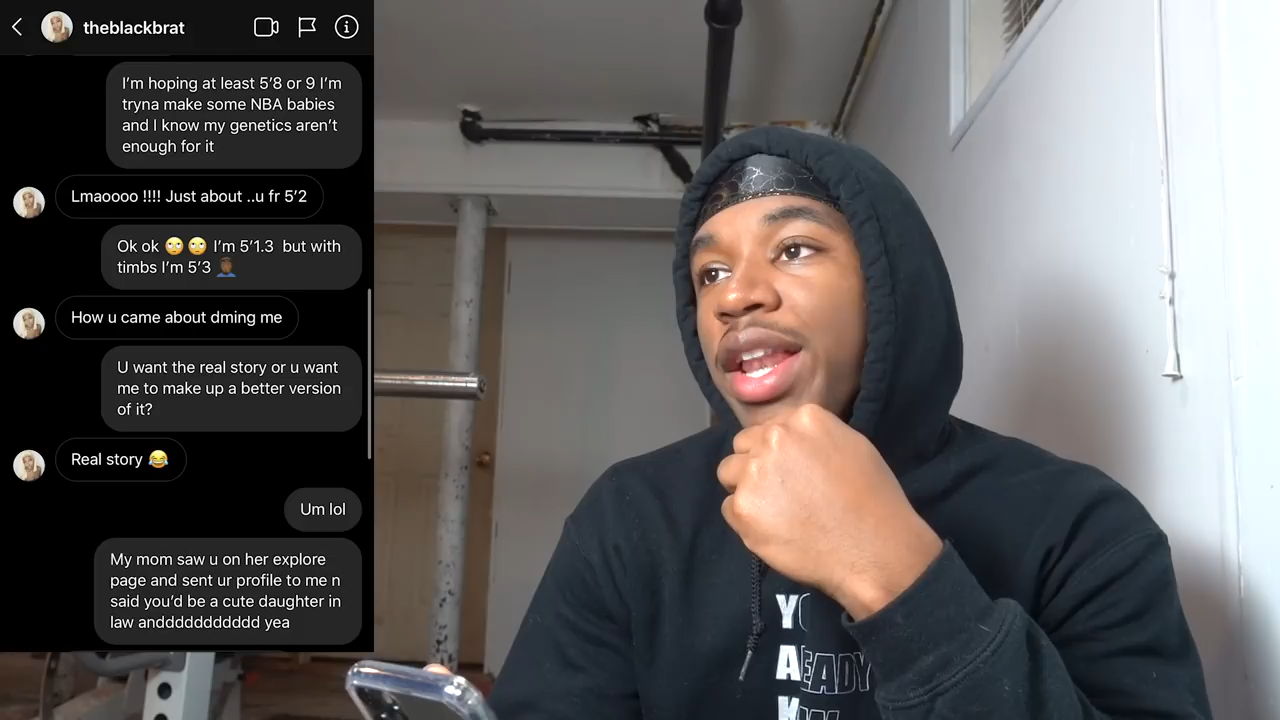 theblackbrat
I'm hoping at least 5'8 or 9 I'm
tryna make some NBA babies
and I know my genetics aren't
enough for it
Lmaoooo !!!! Just about ..u fr 5'2
Ok ok 🙄 🙄 I'm 5'1.3 but with
timbs I'm 5'3 🤦🏾‍♂️
How u came about dming me
U want the real story or u want
me to make up a better version
of it?
Real story 😂
Um lol
My mom saw u on her explore
page and sent ur profile to me n
said you'd be a cute daughter in
law anddddddddddd yea